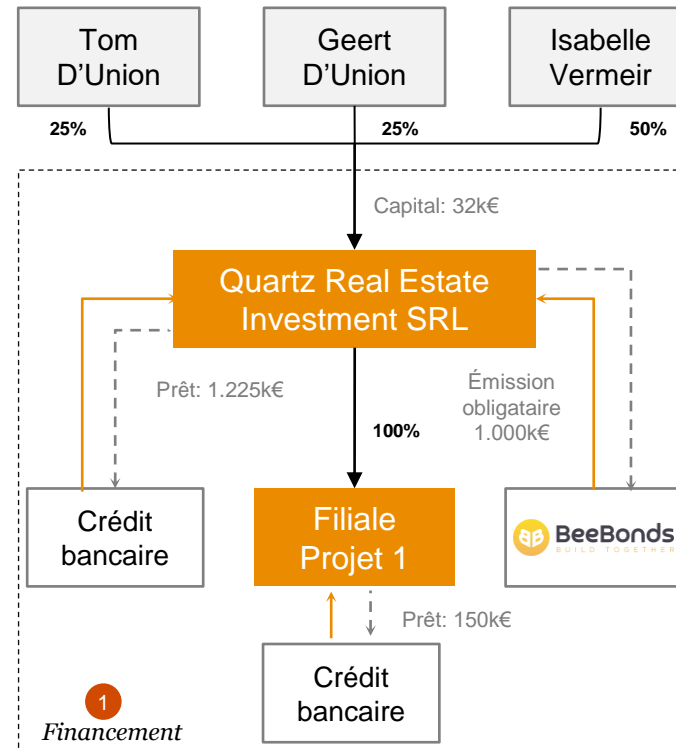 Tom
D'Union
Geert
D'Union
Isabelle
Vermeir
25%
25%
50%
Capital: 32k€
Quartz Real Estate
Investment SRL
Prêt: 1.225k€
Émission
obligataire
1.000k€
100%
Crédit
bancaire
Filiale
Projet 1
BeeBonds
BUILD TOGETHER
Prêt: 150k€
Crédit
bancaire
1
Financement